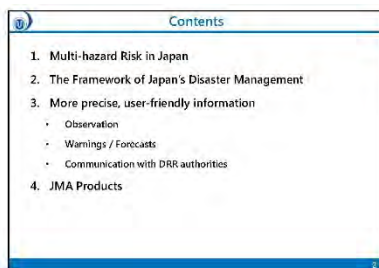 Contents
1. Multi-hazard Risk in Japan
2. The Framework of Japan's Disaster Management
3. More precise, user-friendly information
• Observation
• Warnings / Forecasts
• Communication with DRR authorities
4. JMA Products
2